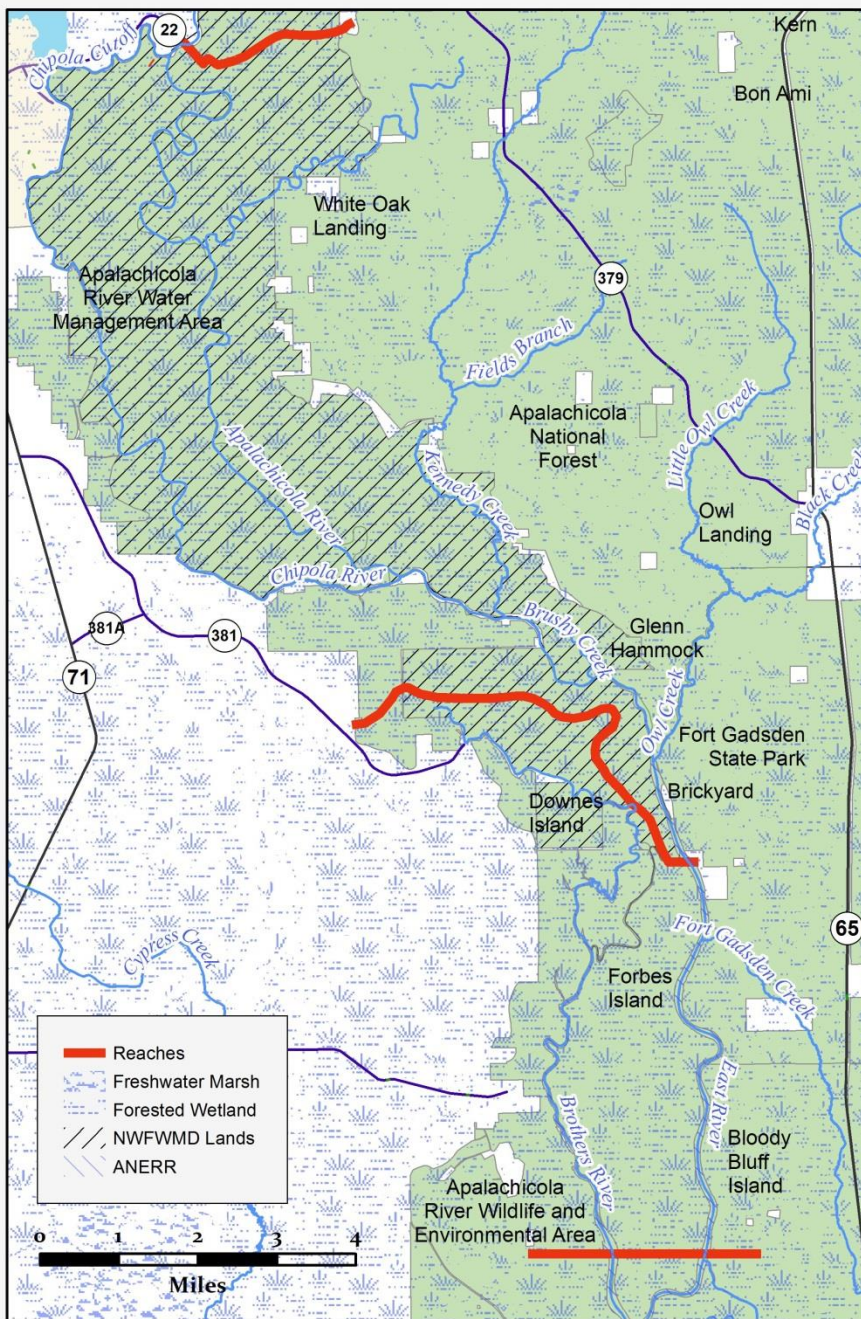 22
Kern
Chipola Cutoff
Bon Ami
White Oak
Landing
Apalachicola
River Water
Management Area
379
Fields Branch
Apalachicola
National
Forest
Little Owl Creek
Apalachicola River
Kennedy Creek
Black Creek
Owl
Landing
Chipola River
Brushy Creek
Glenn
Hammock
381A
381
71
Owl Creek
Fort Gadsden
State Park
Brickyard
Downes
Island
65
Fort Gadsden Creek
Cypress Creek
Forbes
Island
East River
Brothers River
Bloody
Bluff
Island
Apalachicola
River Wildlife and
Environmental Area
Reaches
Freshwater Marsh
Forested Wetland
NWFWMD Lands
ANERR
0 1 2 3 4
Miles